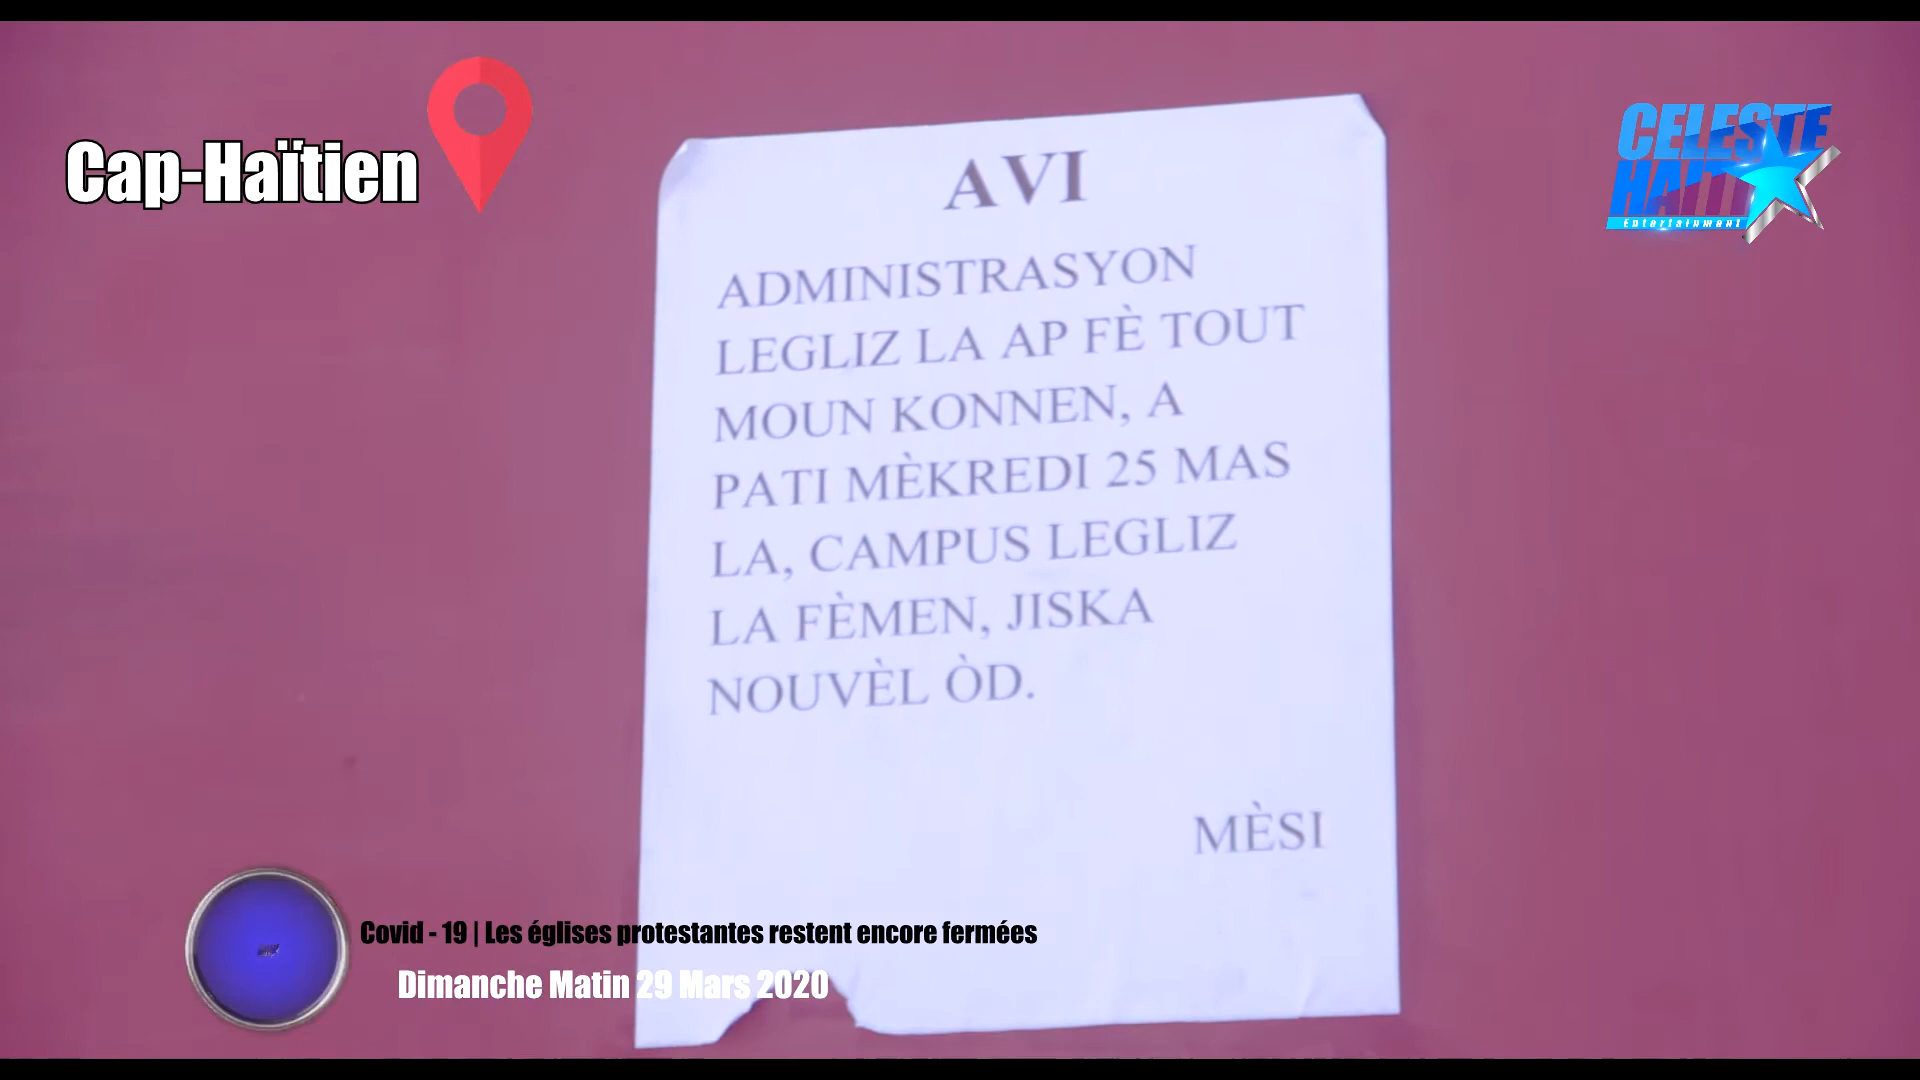 Cap-Haïtien
CELESTE
HAITI
Entertainment
AVI
ADMINISTRASYON
LEGLIZ LA AP FÈ TOUT
MOUN KONNEN, A
PATI MÈKREDI 25 MAS
LA, CAMPUS LEGLIZ
LA FÈMEN, JISKA
NOUVÈL ÒD.
MÈSI
Covid - 19 | Les églises protestantes restent encore fermées
Dimanche Matin 29 Mars 2020